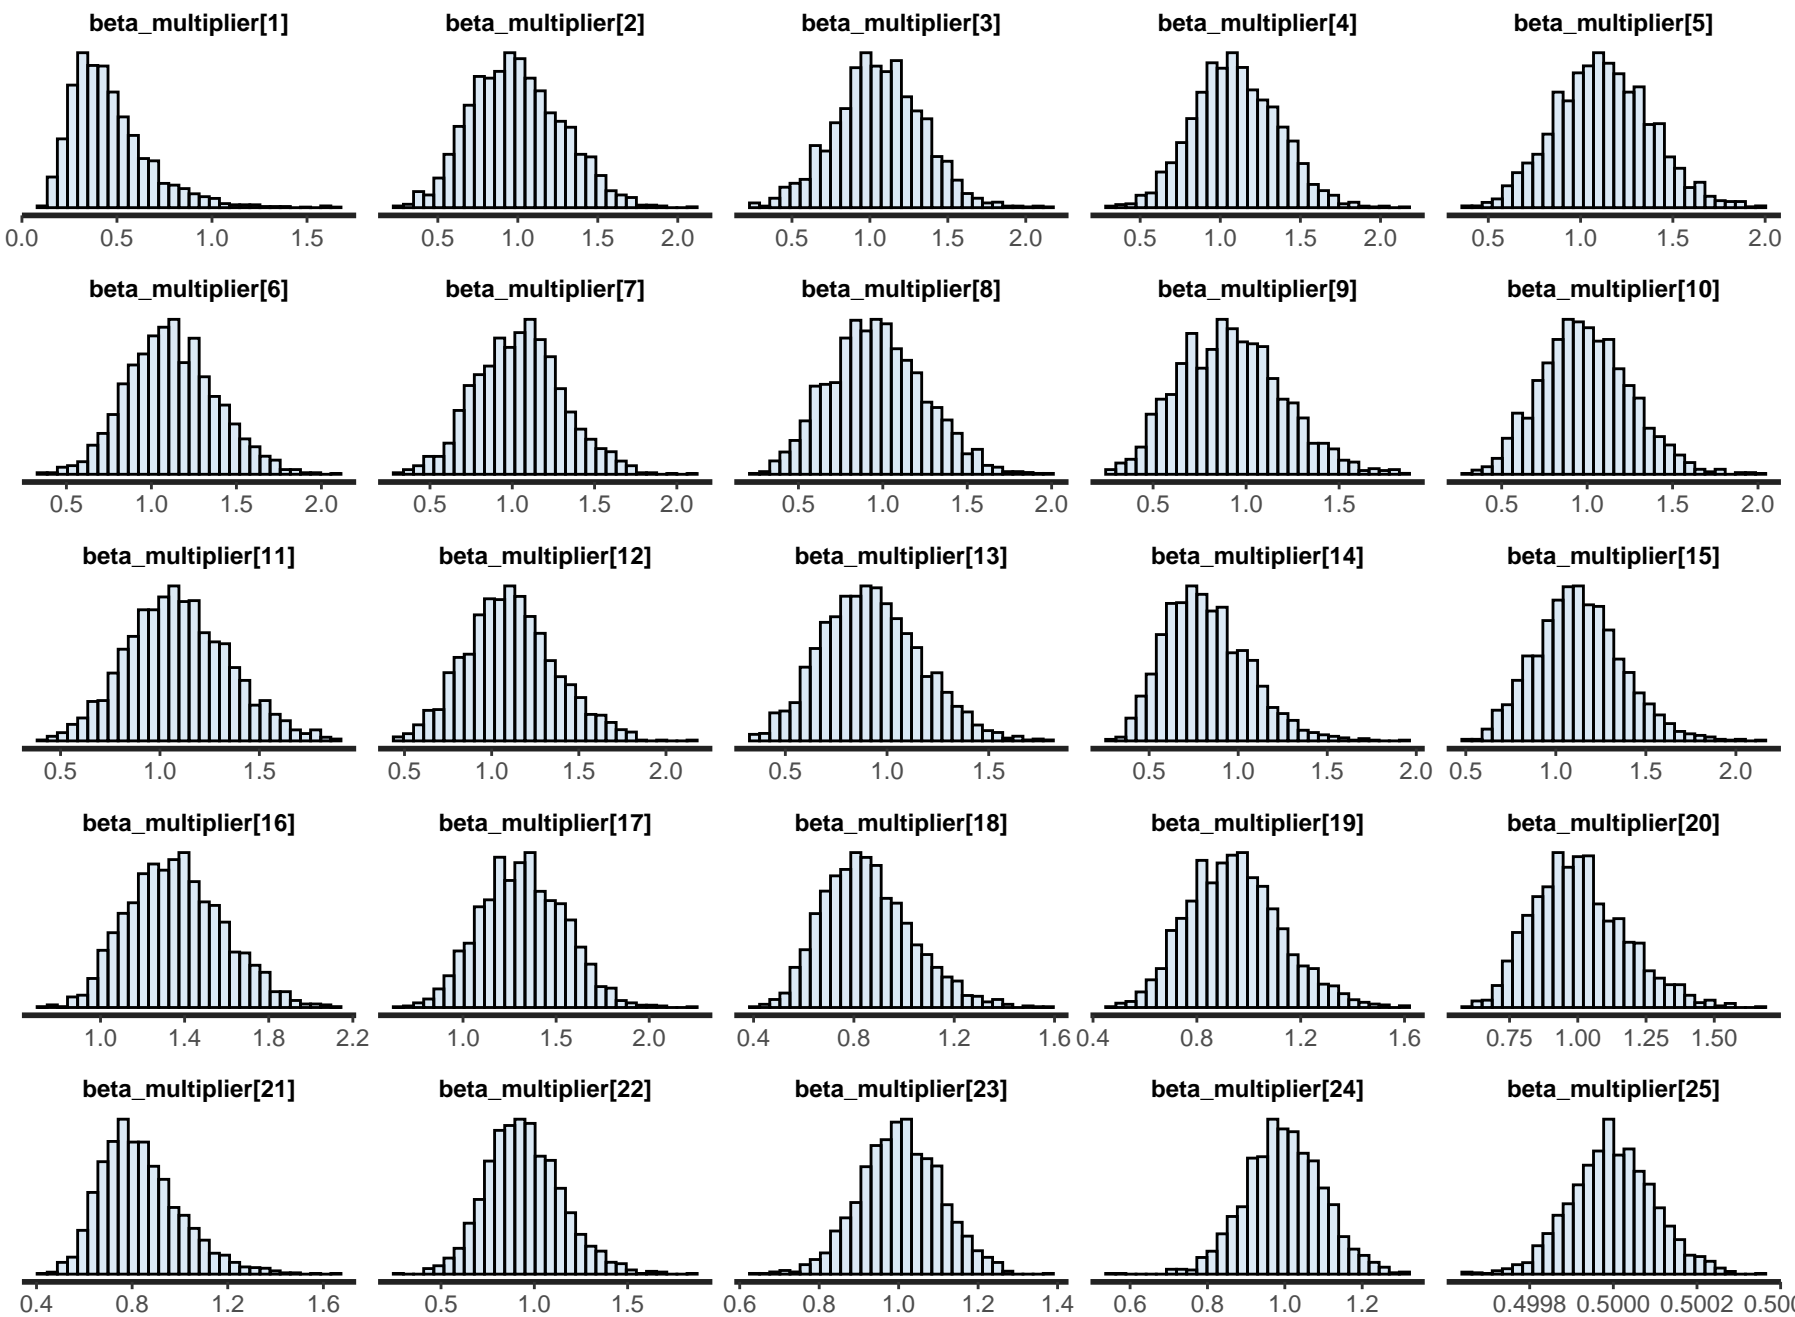 beta_multiplier[1] beta_multiplier[2] beta_multiplier[3] beta_multiplier[4] beta_multiplier[5]
0.0 0.5 1.0 1.5 0.5 1.0 1.5 2.0 0.5 1.0 1.5 2.0 0.5 1.0 1.5 2.0 0.5 1.0 1.5 2.0
beta_multiplier[6] beta_multiplier[7] beta_multiplier[8] beta_multiplier[9] beta_multiplier[10]
0.5 1.0 1.5 2.0 0.5 1.0 1.5 2.0 0.5 1.0 1.5 2.0 0.5 1.0 1.5 0.5 1.0 1.5 2.0
beta_multiplier[11] beta_multiplier[12] beta_multiplier[13] beta_multiplier[14] beta_multiplier[15]
0.5 1.0 1.5 0.5 1.0 1.5 2.0 0.5 1.0 1.5 0.5 1.0 1.5 2.0 0.5 1.0 1.5 2.0
beta_multiplier[16] beta_multiplier[17] beta_multiplier[18] beta_multiplier[19] beta_multiplier[20]
1.0 1.4 1.8 2.2 1.0 1.5 2.0 0.4 0.8 1.2 1.6 0.4 0.8 1.2 1.6 0.75 1.00 1.25 1.50
beta_multiplier[21] beta_multiplier[22] beta_multiplier[23] beta_multiplier[24] beta_multiplier[25]
0.4 0.8 1.2 1.6 0.5 1.0 1.5 0.6 0.8 1.0 1.2 1.4 0.6 0.8 1.0 1.2 0.4998 0.5000 0.5002